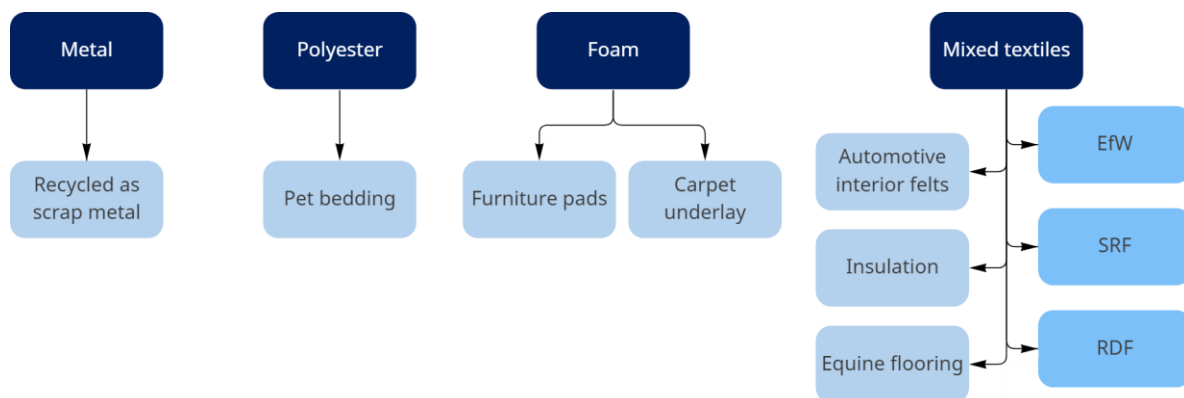 Metal
Polyester
Foam
Mixed textiles
Recycled as
scrap metal
Pet bedding
Furniture pads
Carpet
underlay
Automotive
interior felts
EfW
Insulation
SRF
Equine flooring
RDF